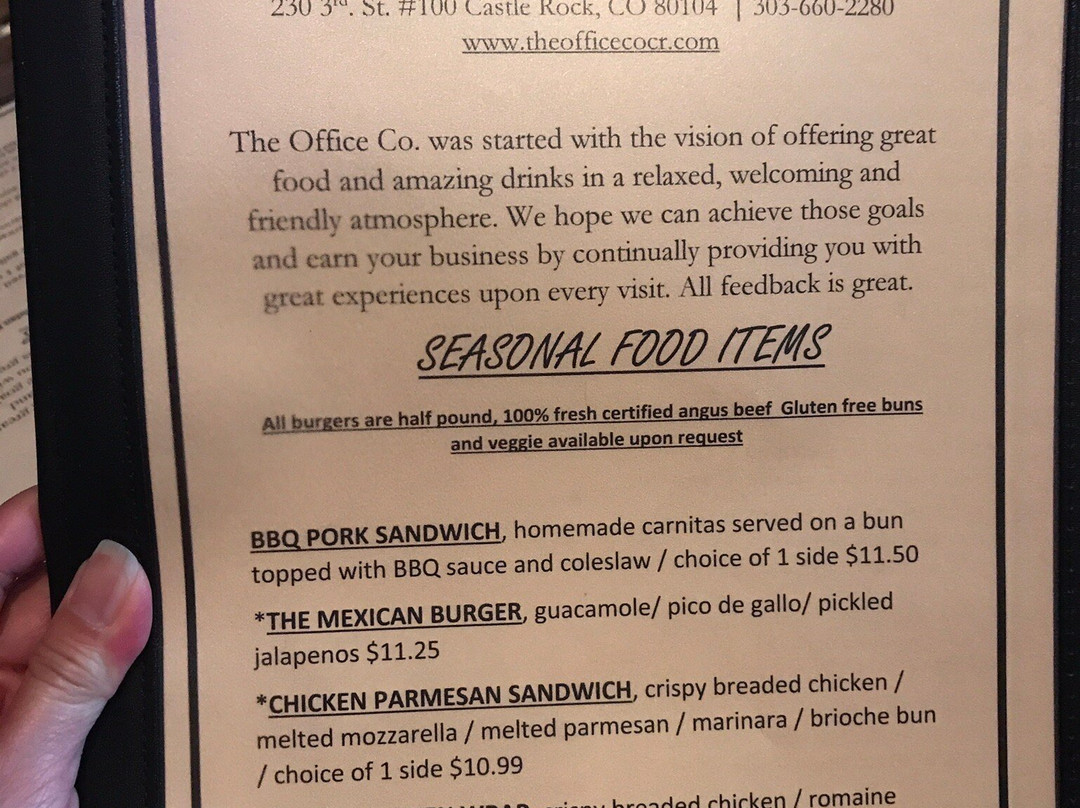 230 3rd. St. #100 Castle Rock, CO 80104 | 303-660-2280
www.theofficecocr.com
The Office Co. was started with the vision of offering great
food and amazing drinks in a relaxed, welcoming and
friendly atmosphere. We hope we can achieve those goals
and earn your business by continually providing you with
great experiences upon every visit. All feedback is great.
SEASONAL FOOD ITEMS
All burgers are half pound, 100% fresh certified angus beef Gluten free buns
and veggie available upon request
BBQ PORK SANDWICH, homemade carnitas served on a bun
topped with BBQ sauce and coleslaw / choice of 1 side $11.50
*THE MEXICAN BURGER, guacamole/ pico de gallo/ pickled
jalapenos $11.25
*CHICKEN PARMESAN SANDWICH, crispy breaded chicken /
melted mozzarella / melted parmesan / marinara / brioche bun
/ choice of 1 side $10.99
WRAP, crispy breaded chicken / romaine